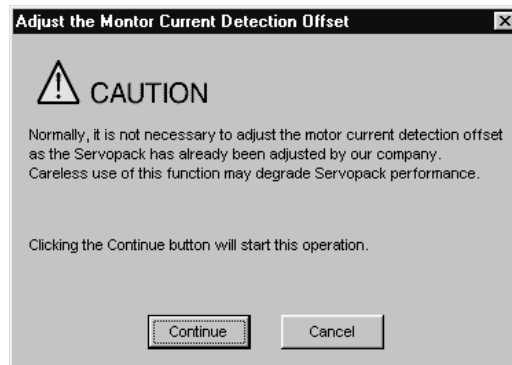 Adjust the Montor Current Detection Offset
CAUTION
Normally, it is not necessary to adjust the motor current detection offset
as the Servopack has already been adjusted by our company.
Careless use of this function may degrade Servopack performance.
Clicking the Continue button will start this operation.
Continue
Cancel